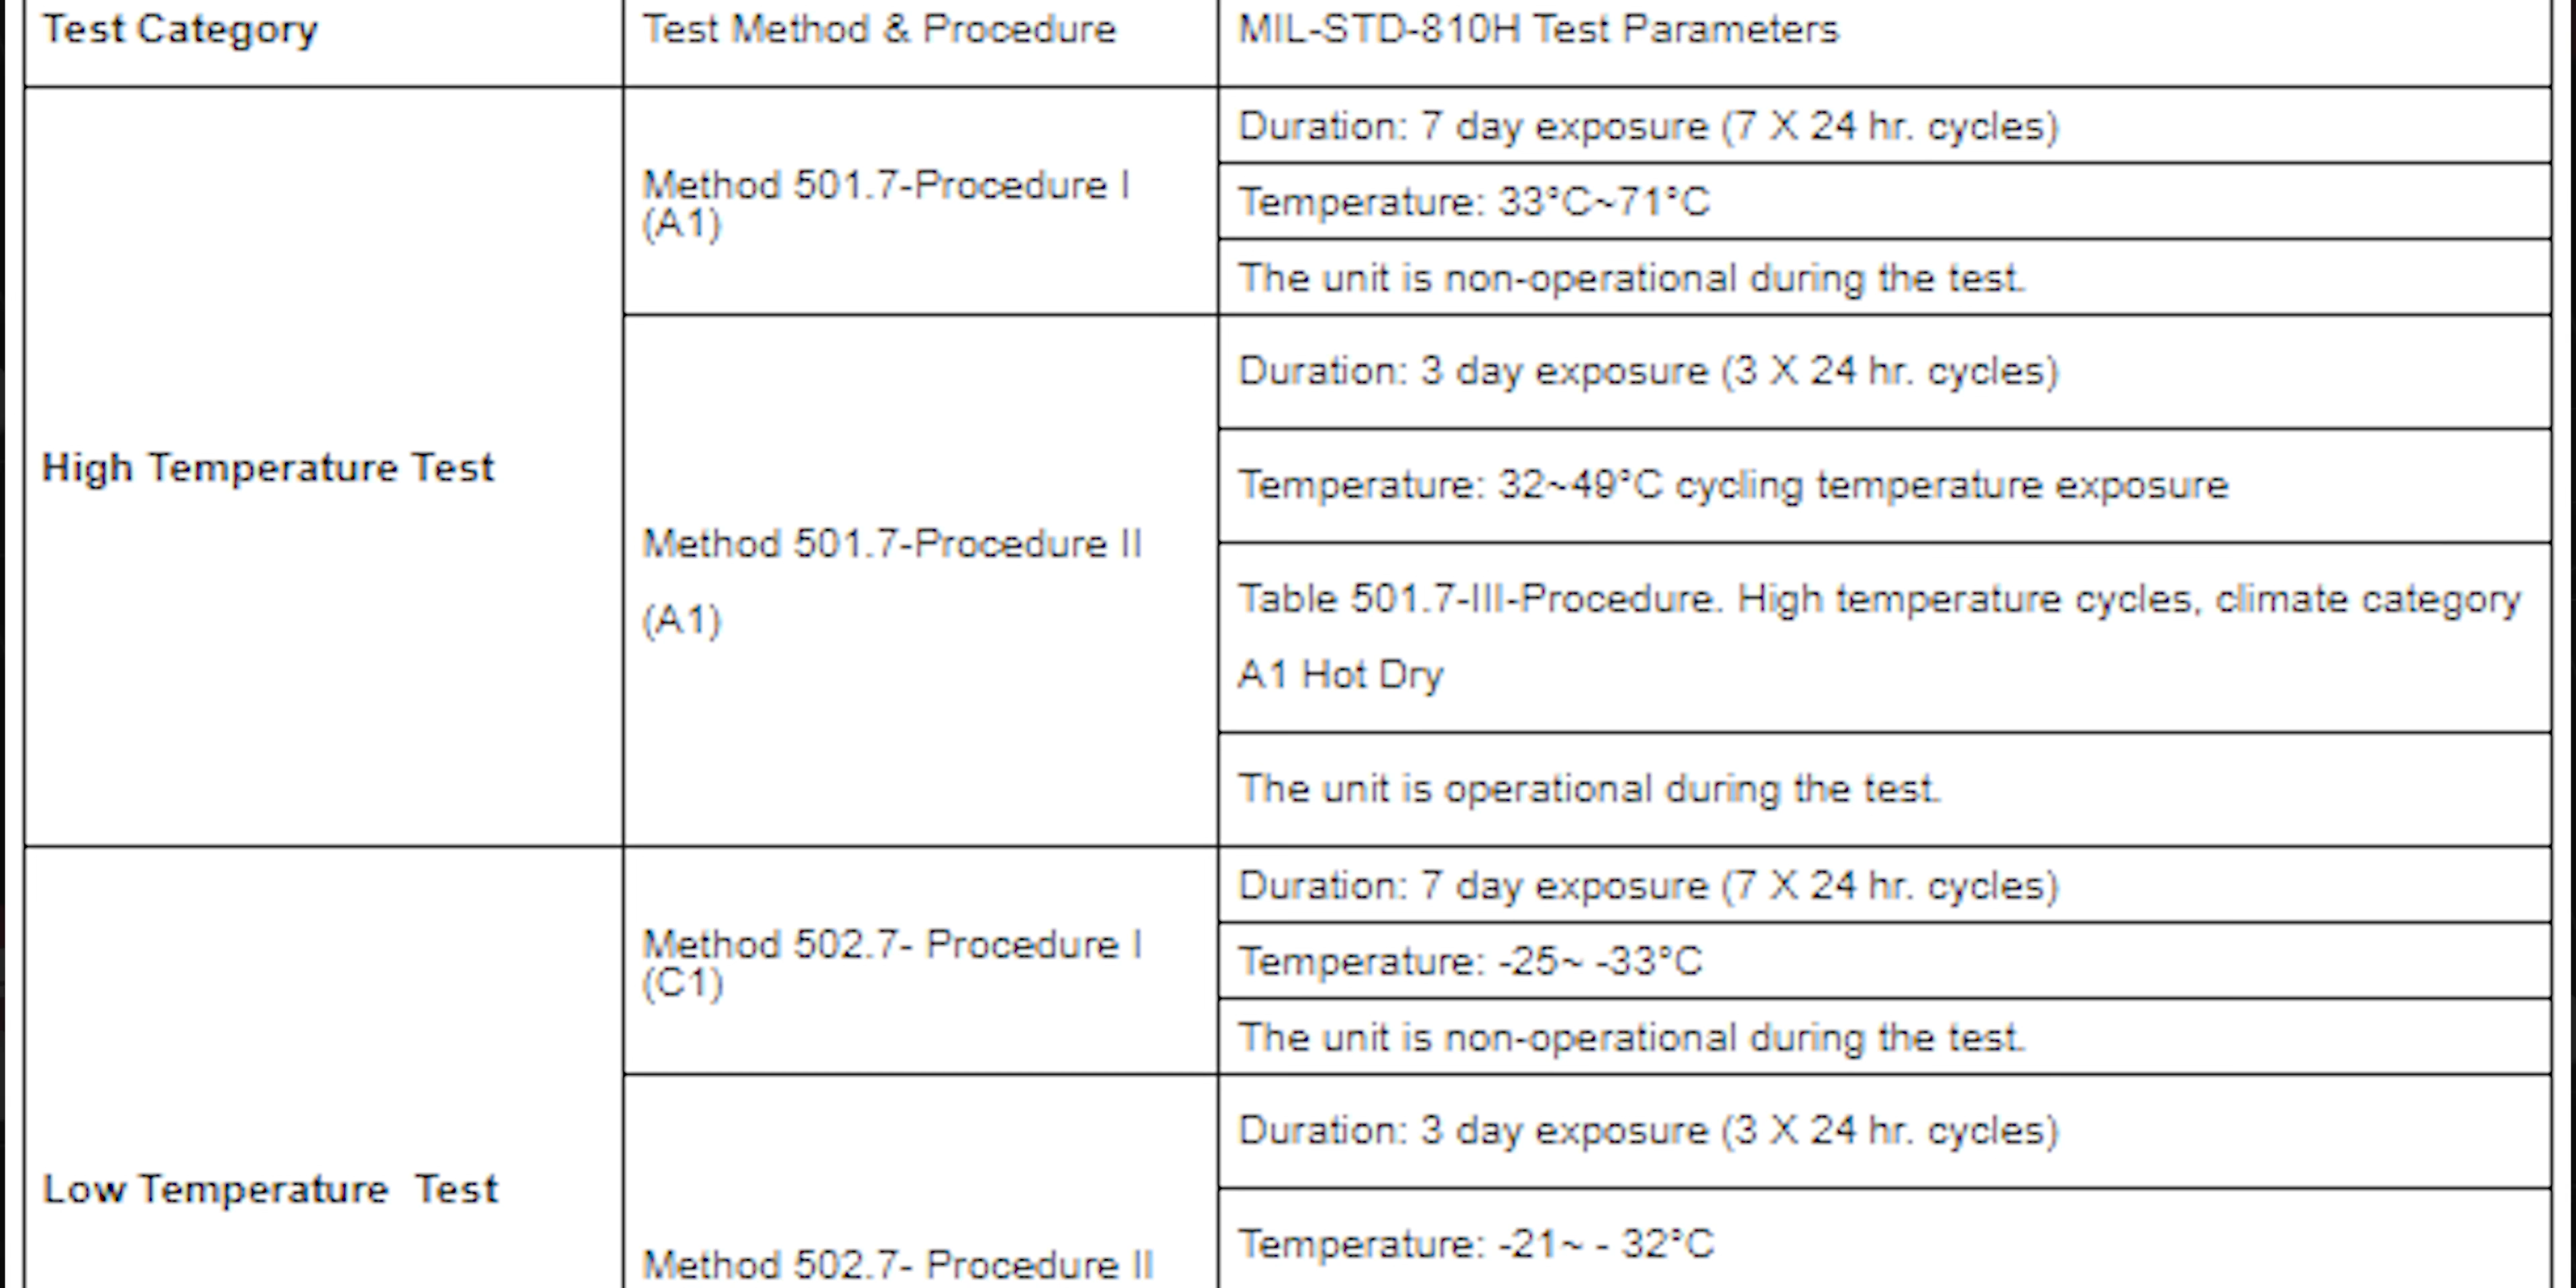 Test Category
Test Method & Procedure
MIL-STD-810H Test Parameters
High Temperature Test
Method 501.7-Procedure I
(A1)
Duration: 7 day exposure (7 X 24 hr. cycles)
Temperature: 33°C~71°C
The unit is non-operational during the test.
Method 501.7-Procedure II
(A1)
Duration: 3 day exposure (3 X 24 hr. cycles)
Temperature: 32~49°C cycling temperature exposure
Table 501.7-III-Procedure. High temperature cycles, climate category
A1 Hot Dry
The unit is operational during the test.
Low Temperature  Test
Method 502.7- Procedure I
(C1)
Duration: 7 day exposure (7 X 24 hr. cycles)
Temperature: -25~ -33°C
The unit is non-operational during the test.
Method 502.7- Procedure II
Duration: 3 day exposure (3 X 24 hr. cycles)
Temperature: -21~ - 32°C